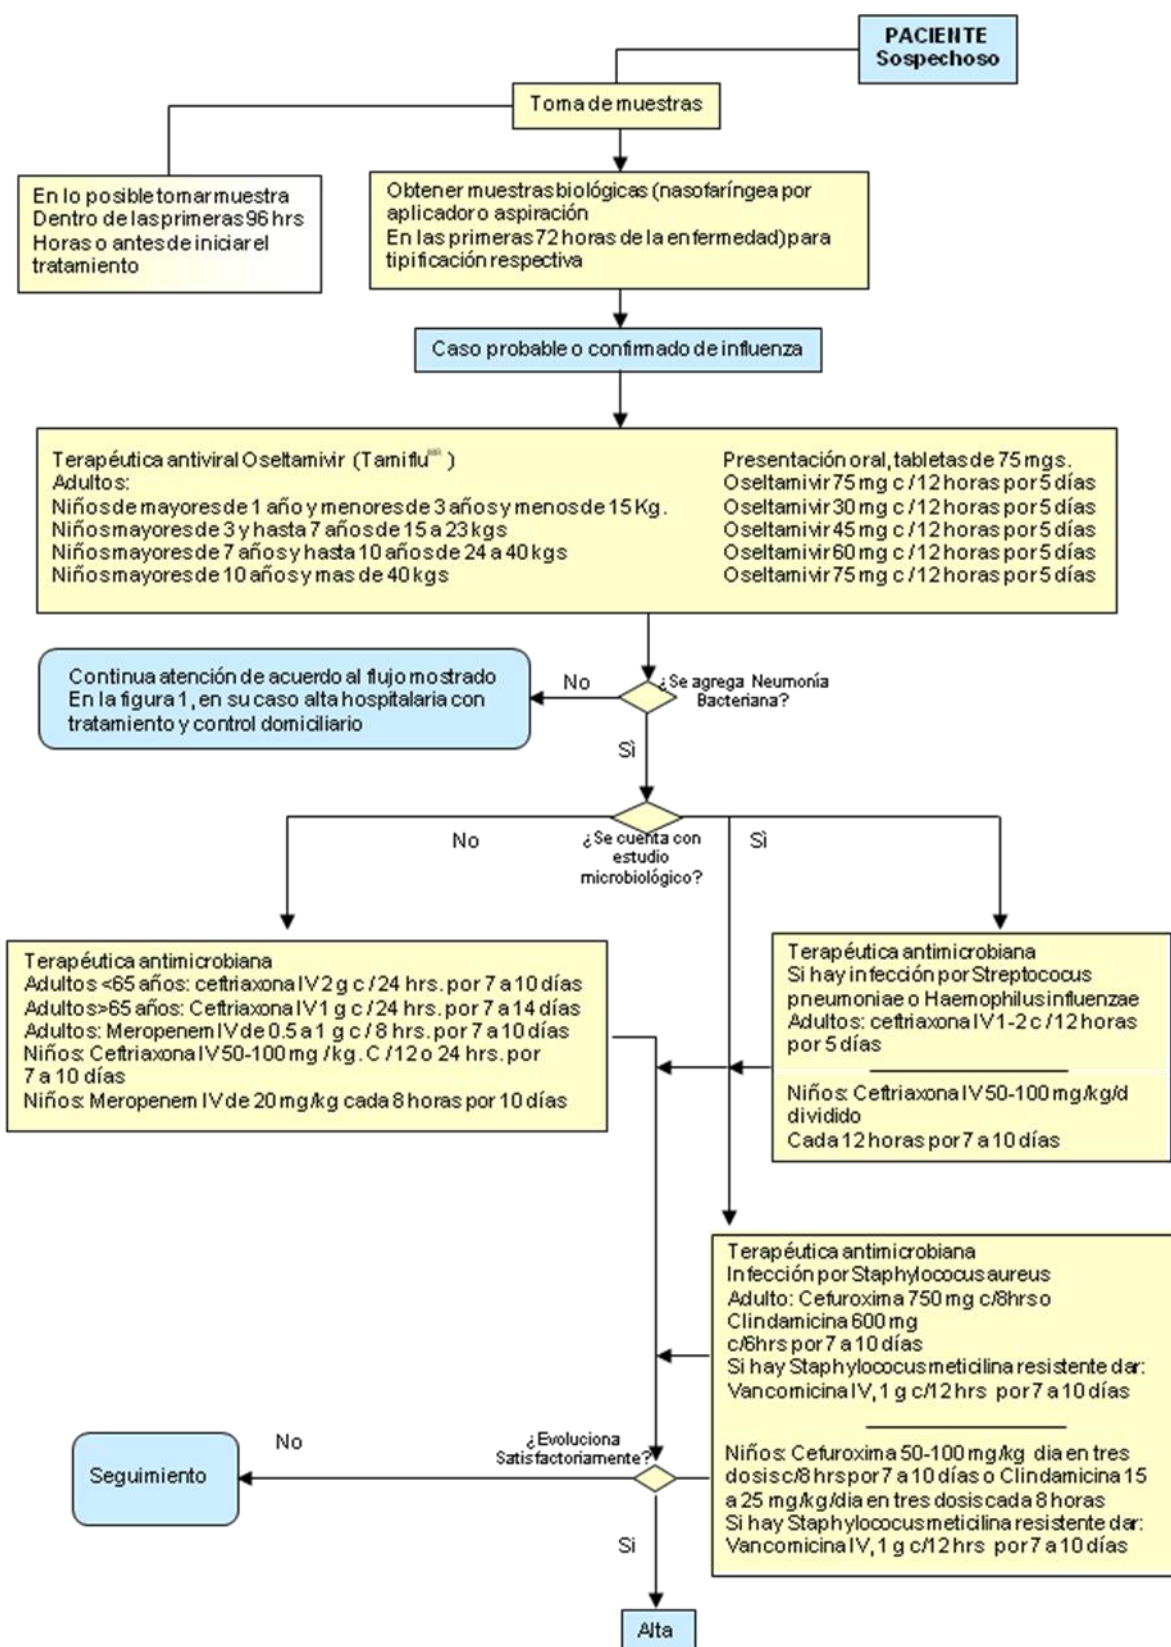 PACIENTE
Sospechoso
Toma de muestras
En lo posible tomar muestra
Dentro de las primeras 96 hrs
Horas o antes de iniciar el
tratamiento
Obtener muestras biológicas (nasofaríngea por
aplicador o aspiración
En las primeras 72 horas de la enfermedad) para
tipificación respectiva
Caso probable o confirmado de influenza
Terapéutica antiviral Oseltamivir (Tamiflu )
Adultos:
Niños de mayores de 1 año y menores de 3 años y menos de 15 Kg.
Niños mayores de 3 y hasta 7 años de 15 a 23 kgs
Niños mayores de 7 años y hasta 10 años de 24 a 40 kgs
Niños mayores de 10 años y mas de 40 kgs
Presentación oral, tabletas de 75 mgs.
Oseltamivir 75 mg c / 12 horas por 5 días
Oseltamivir 30 mg c / 12 horas por 5 días
Oseltamivir 45 mg c / 12 horas por 5 días
Oseltamivir 60 mg c / 12 horas por 5 días
Oseltamivir 75 mg c / 12 horas por 5 días
¿Se agrega Neumonía
Bacteriana?
No
Continua atención de acuerdo al flujo mostrado
En la figura 1, en su caso alta hospitalaria con
tratamiento y control domiciliario
Sì
¿Se cuenta con
estudio
microbiológico?
No
Sì
Terapéutica antimicrobiana
Adultos <65 años: ceftriaxona IV 2 g c / 24 hrs. por 7 a 10 días
Adultos>65 años: Ceftriaxona IV 1 g c / 24 hrs. por 7 a 14 días
Adultos: Meropenem IV de 0.5 a 1 g c / 8 hrs. por 7 a 10 días
Niños: Ceftriaxona IV 50-100 mg / kg. C / 12 o 24 hrs. por
7 a 10 días
Niños: Meropenem IV de 20 mg/kg cada 8 horas por 10 días
Terapéutica antimicrobiana
Si hay infección por Streptococus
pneumoniae o Haemophilus influenzae
Adultos: ceftriaxona IV 1-2 c / 12 horas
por 5 días
Niños: Ceftriaxona IV 50-100 mg/kg/d
dividido
Cada 12 horas por 7 a 10 días
Terapéutica antimicrobiana
Infección por Staphylococus aureus
Adulto: Cefuroxima 750 mg c/8hrs o
Clindamicina 600 mg
c/6hrs por 7 a 10 días
Si hay Staphylococus meticilina resistente dar:
Vancomicina IV, 1 g c/12 hrs por 7 a 10 días
Niños: Cefuroxima 50-100 mg/kg dia en tres
dosis c/8 hrs por 7 a 10 días o Clindamicina 15
a 25 mg/kg/dia en tres dosis cada 8 horas
Si hay Staphylococus meticilina resistente dar:
Vancomicina IV, 1 g c/12 hrs por 7 a 10 días
¿Evoluciona
Satisfactoriamente?
No
Seguimiento
Si
Alta